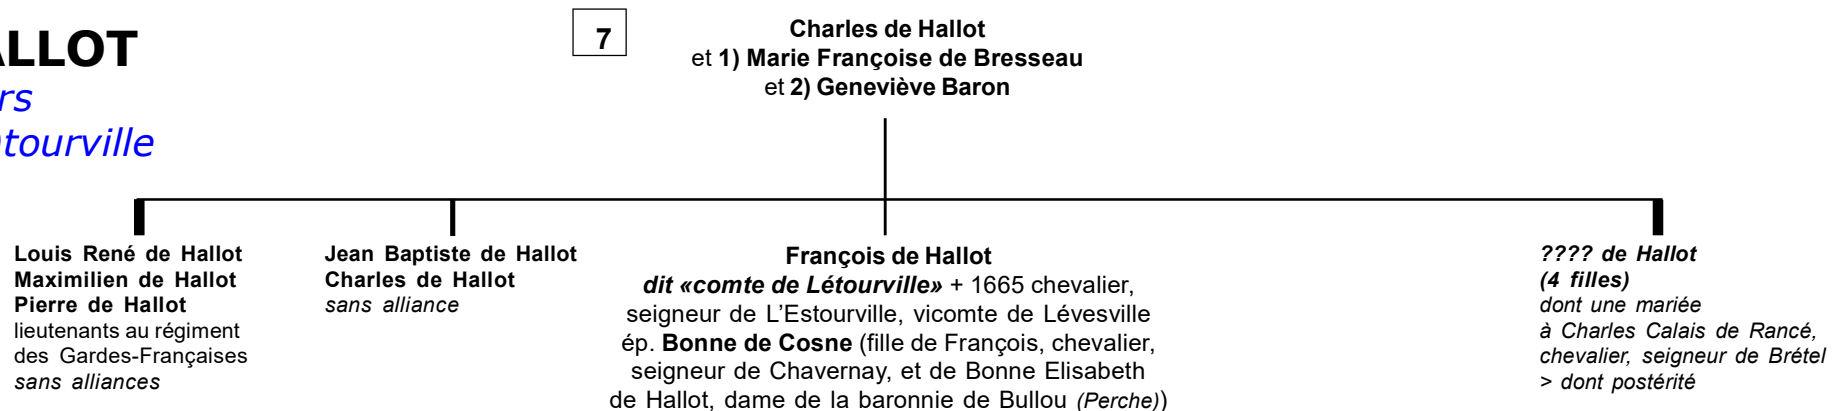 ALLOT
rs
tourville
7
Charles de Hallot
et 1) Marie Françoise de Bresseau
et 2) Geneviève Baron
Louis René de Hallot
Maximilien de Hallot
Pierre de Hallot
lieutenants au régiment
des Gardes-Françaises
sans alliances
Jean Baptiste de Hallot
Charles de Hallot
sans alliance
François de Hallot
dit «comte de Létourville» + 1665 chevalier,
seigneur de L'Estourville, vicomte de Lévesville
ép. Bonne de Cosne (fille de François, chevalier,
seigneur de Chavernay, et de Bonne Elisabeth
de Hallot, dame de la baronnie de Bullou (Perche))
???? de Hallot
(4 filles)
dont une mariée
à Charles Calais de Rancé,
chevalier, seigneur de Brétel
> dont postérité